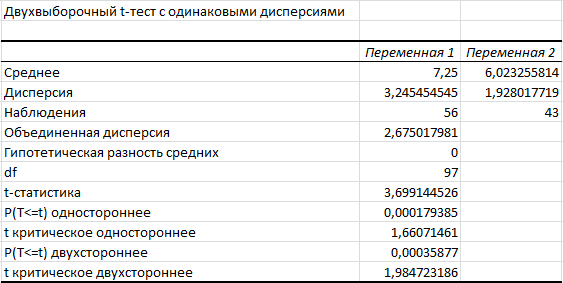 Двухвыборочный t-тест с одинаковыми дисперсиями
Переменная 1 Переменная 2
Среднее 7,25 6,023255814
Дисперсия 3,245454545 1,928017719
Наблюдения 56 43
Объединенная дисперсия 2,675017981
Гипотетическая разность средних 0
df 97
t-статистика 3,699144526
P(T<=t) одностороннее 0,000179385
t критическое одностороннее 1,66071461
P(T<=t) двухстороннее 0,00035877
t критическое двухстороннее 1,984723186